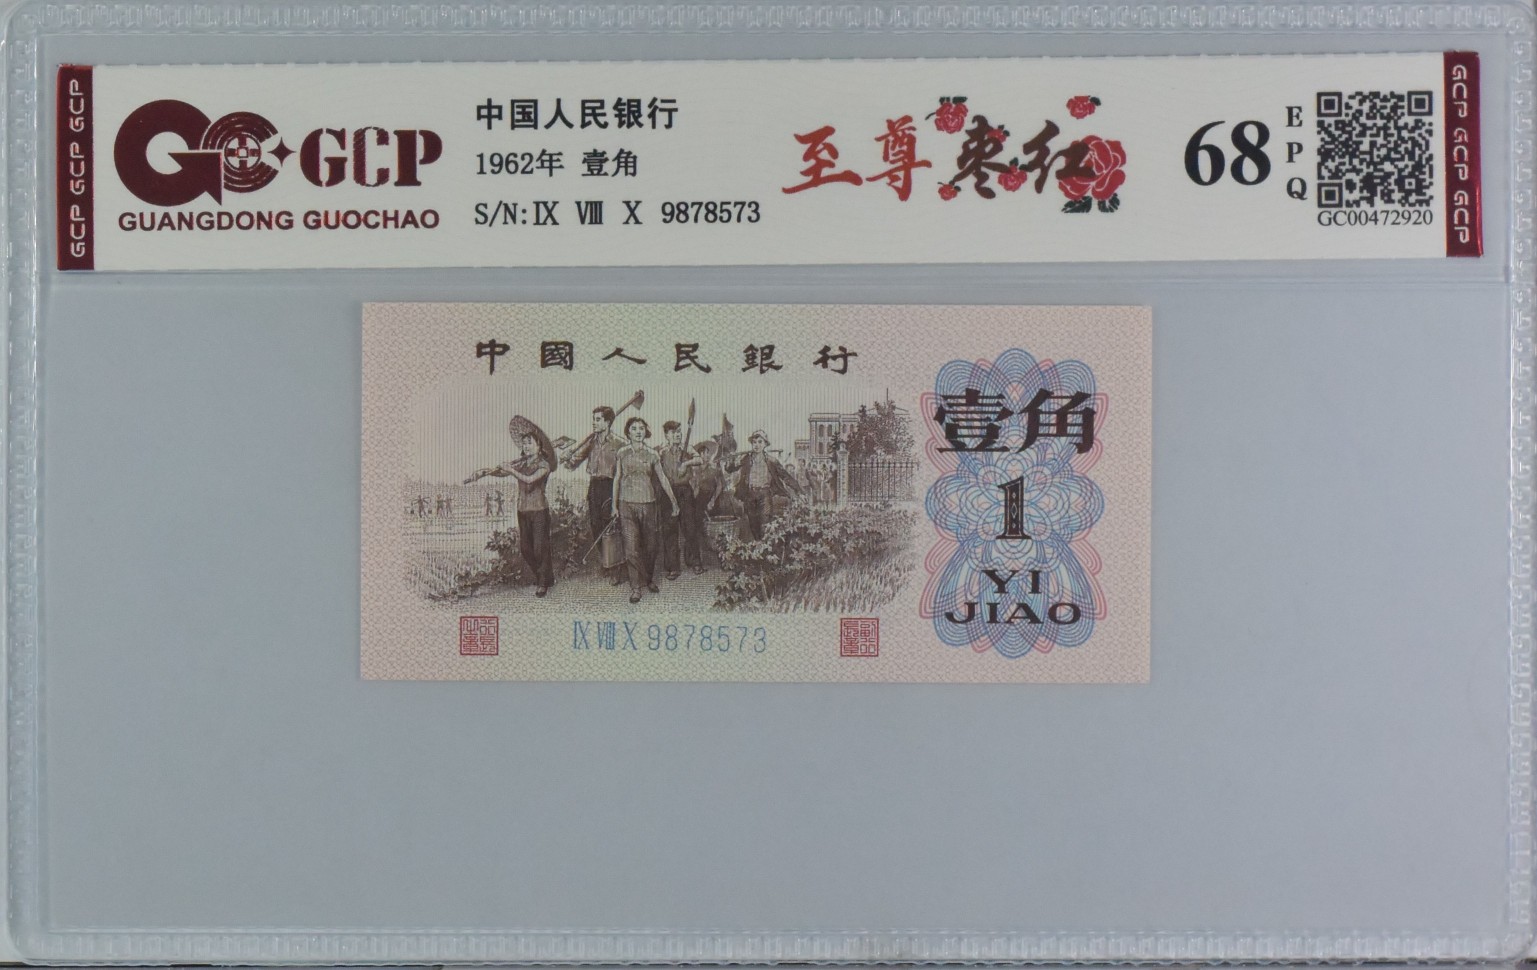 GCP GCP GCP
GCP
GUANGDONG GUOCHAO
中国人民银行
1962年 壹角
S/N: IX VIII X 9878573
至尊枣红
68
EPQ
GC00472920
GCP GCP GCP
中國人民銀行
壹角
1
YI
JIAO
IX VIII X 9878573